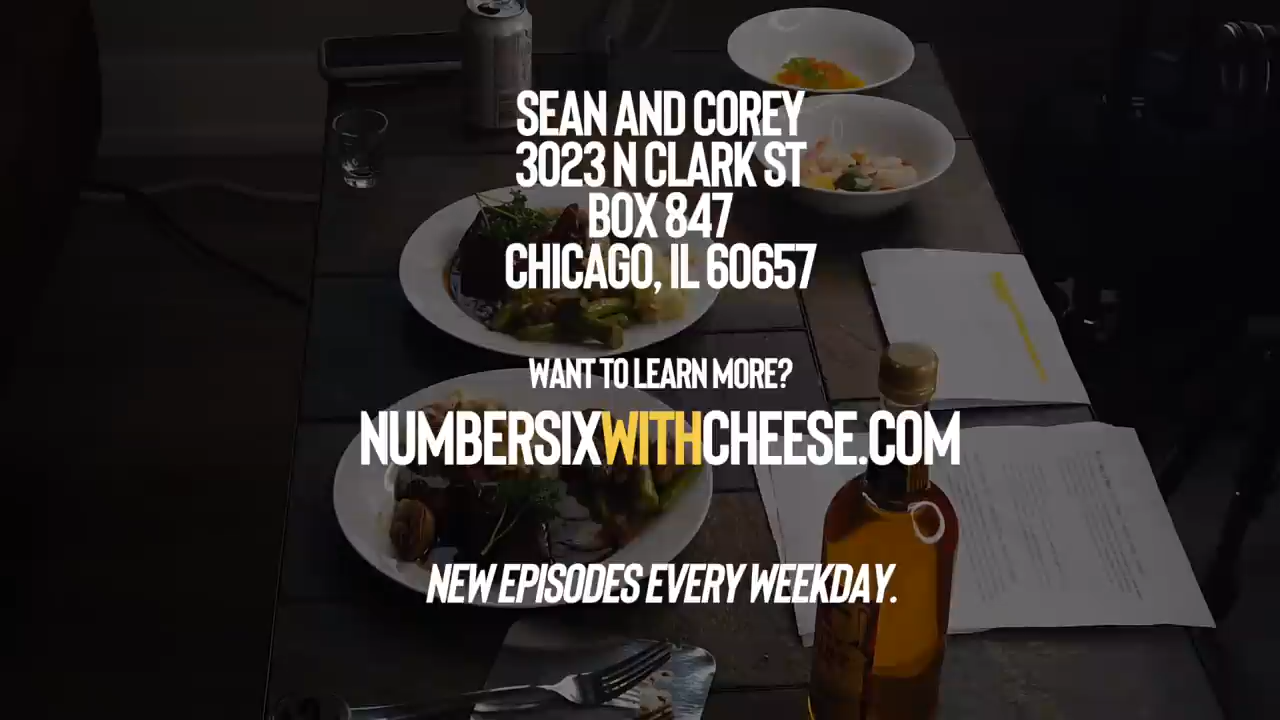 SEAN AND COREY
3023 N CLARK ST
BOX 847
CHICAGO, IL 60657
WANT TO LEARN MORE?
NUMBERSIXWITHCHEESE.COM
NEW EPISODES EVERY WEEKDAY.